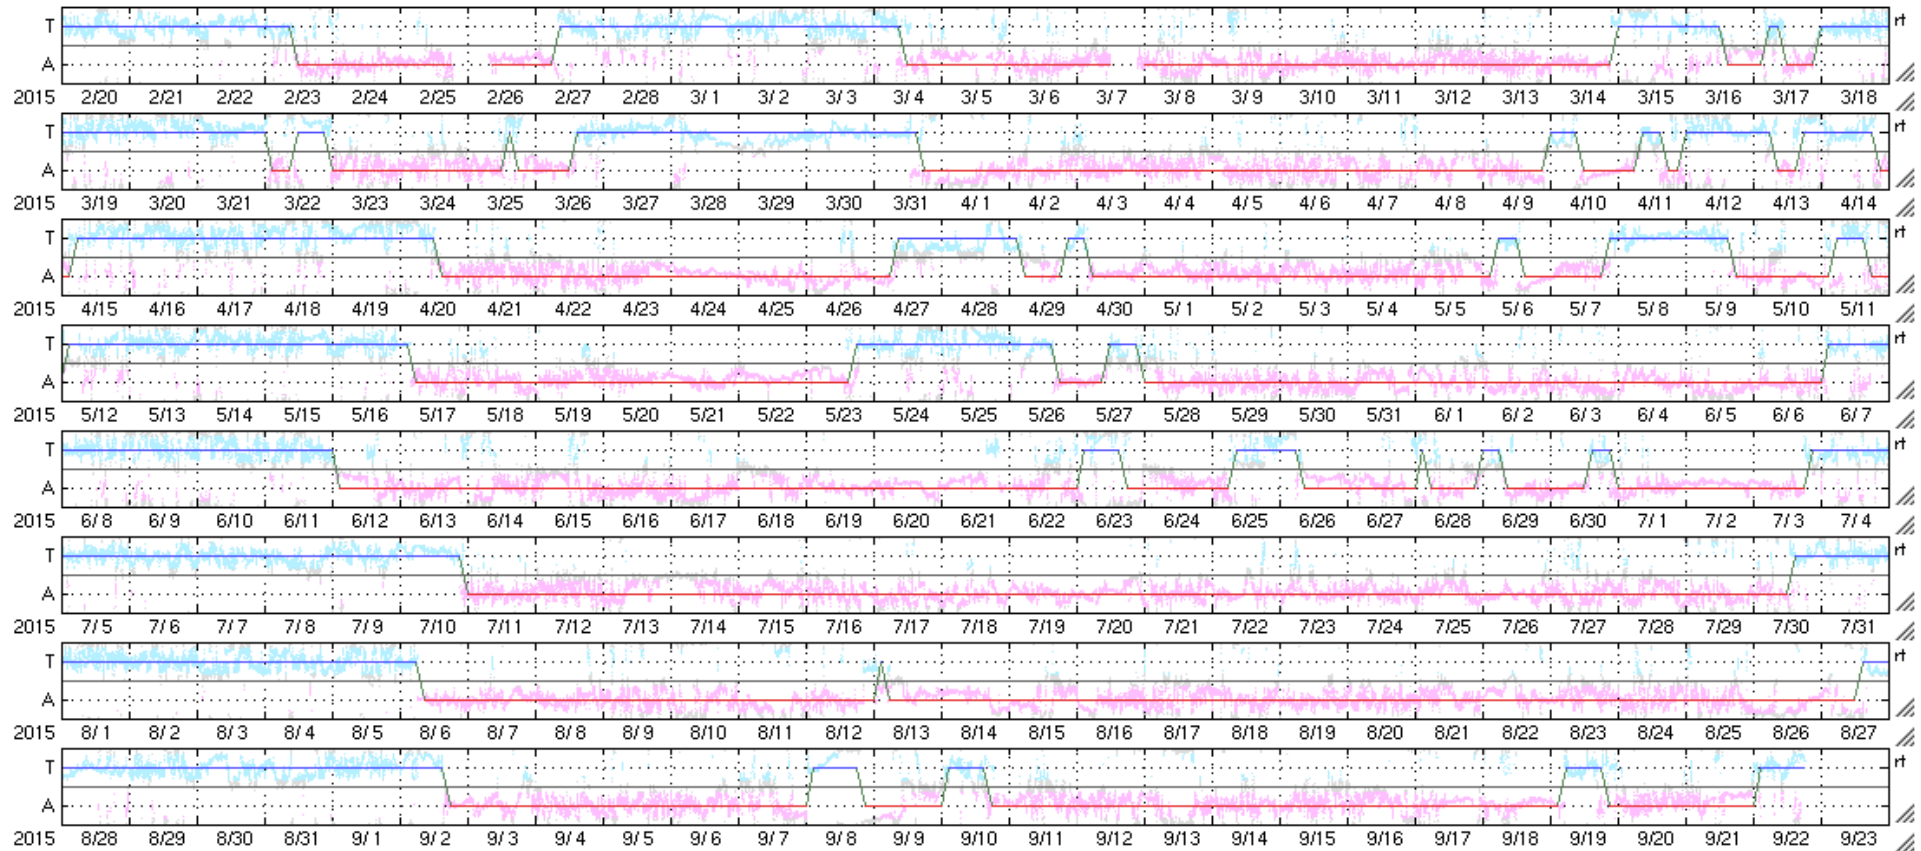 T rt
A
2015 2/20 2/21 2/22 2/23 2/24 2/25 2/26 2/27 2/28 3/ 1 3/ 2 3/ 3 3/ 4 3/ 5 3/ 6 3/ 7 3/ 8 3/ 9 3/10 3/11 3/12 3/13 3/14 3/15 3/16 3/17 3/18
T rt
A
2015 3/19 3/20 3/21 3/22 3/23 3/24 3/25 3/26 3/27 3/28 3/29 3/30 3/31 4/ 1 4/ 2 4/ 3 4/ 4 4/ 5 4/ 6 4/ 7 4/ 8 4/ 9 4/10 4/11 4/12 4/13 4/14
T rt
A
2015 4/15 4/16 4/17 4/18 4/19 4/20 4/21 4/22 4/23 4/24 4/25 4/26 4/27 4/28 4/29 4/30 5/ 1 5/ 2 5/ 3 5/ 4 5/ 5 5/ 6 5/ 7 5/ 8 5/ 9 5/10 5/11
T rt
A
2015 5/12 5/13 5/14 5/15 5/16 5/17 5/18 5/19 5/20 5/21 5/22 5/23 5/24 5/25 5/26 5/27 5/28 5/29 5/30 5/31 6/ 1 6/ 2 6/ 3 6/ 4 6/ 5 6/ 6 6/ 7
T rt
A
2015 6/ 8 6/ 9 6/10 6/11 6/12 6/13 6/14 6/15 6/16 6/17 6/18 6/19 6/20 6/21 6/22 6/23 6/24 6/25 6/26 6/27 6/28 6/29 6/30 7/ 1 7/ 2 7/ 3 7/ 4
T rt
A
2015 7/ 5 7/ 6 7/ 7 7/ 8 7/ 9 7/10 7/11 7/12 7/13 7/14 7/15 7/16 7/17 7/18 7/19 7/20 7/21 7/22 7/23 7/24 7/25 7/26 7/27 7/28 7/29 7/30 7/31
T rt
A
2015 8/ 1 8/ 2 8/ 3 8/ 4 8/ 5 8/ 6 8/ 7 8/ 8 8/ 9 8/10 8/11 8/12 8/13 8/14 8/15 8/16 8/17 8/18 8/19 8/20 8/21 8/22 8/23 8/24 8/25 8/26 8/27
T rt
A
2015 8/28 8/29 8/30 8/31 9/ 1 9/ 2 9/ 3 9/ 4 9/ 5 9/ 6 9/ 7 9/ 8 9/ 9 9/10 9/11 9/12 9/13 9/14 9/15 9/16 9/17 9/18 9/19 9/20 9/21 9/22 9/23